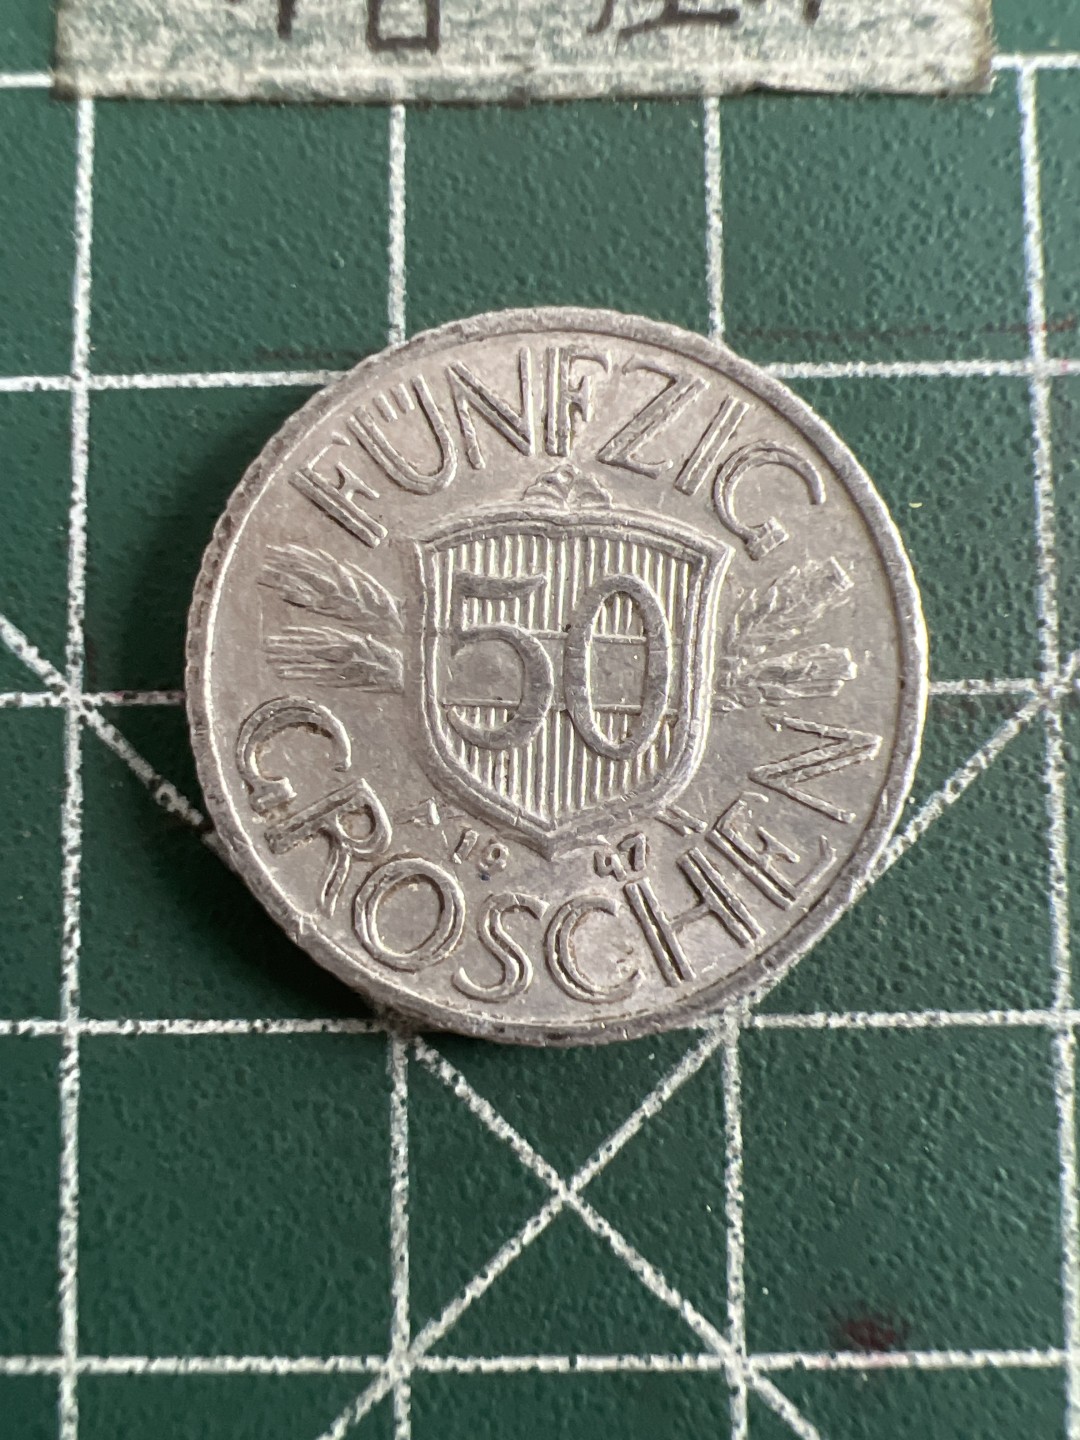 FÜNFZIG
50
19 47
GROSCHEN